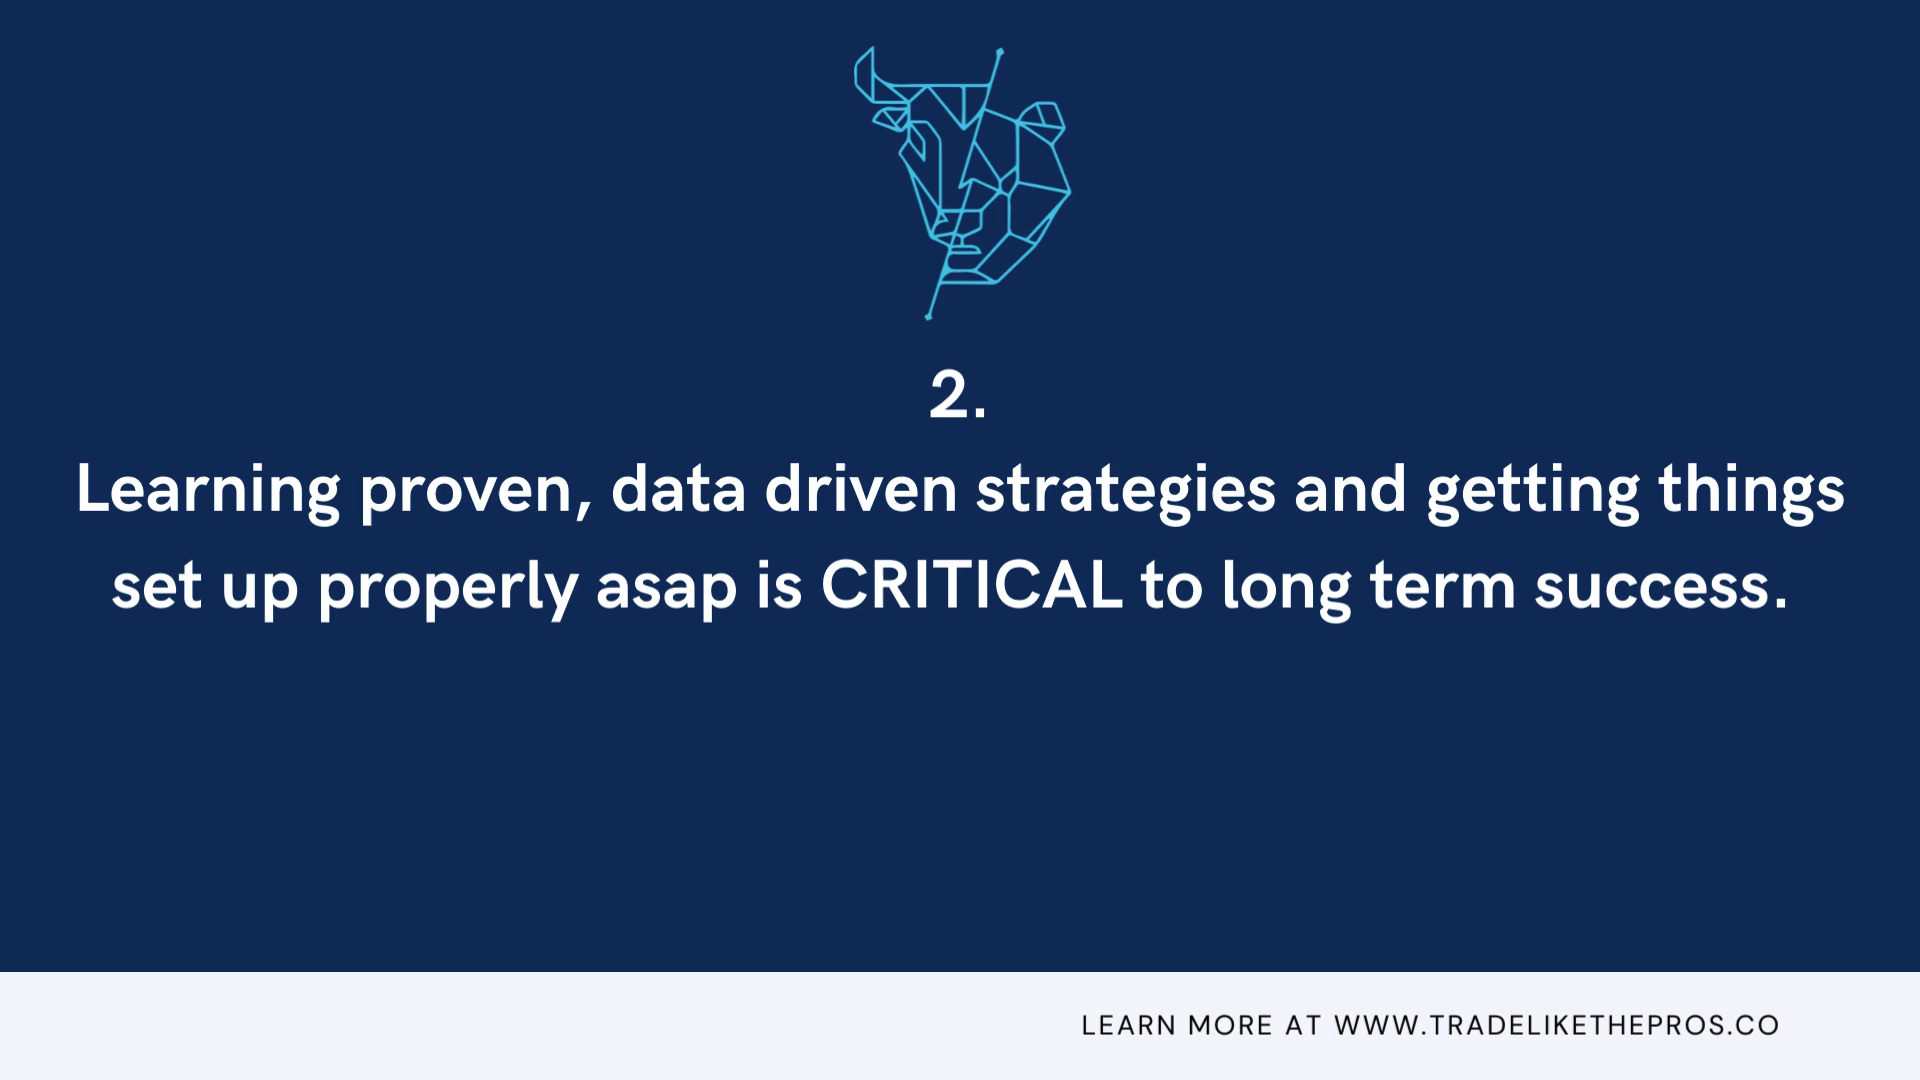 2.
Learning proven, data driven strategies and getting things
set up properly asap is CRITICAL to long term success.
LEARN MORE AT WWW.TRADELIKETHEPROS.CO